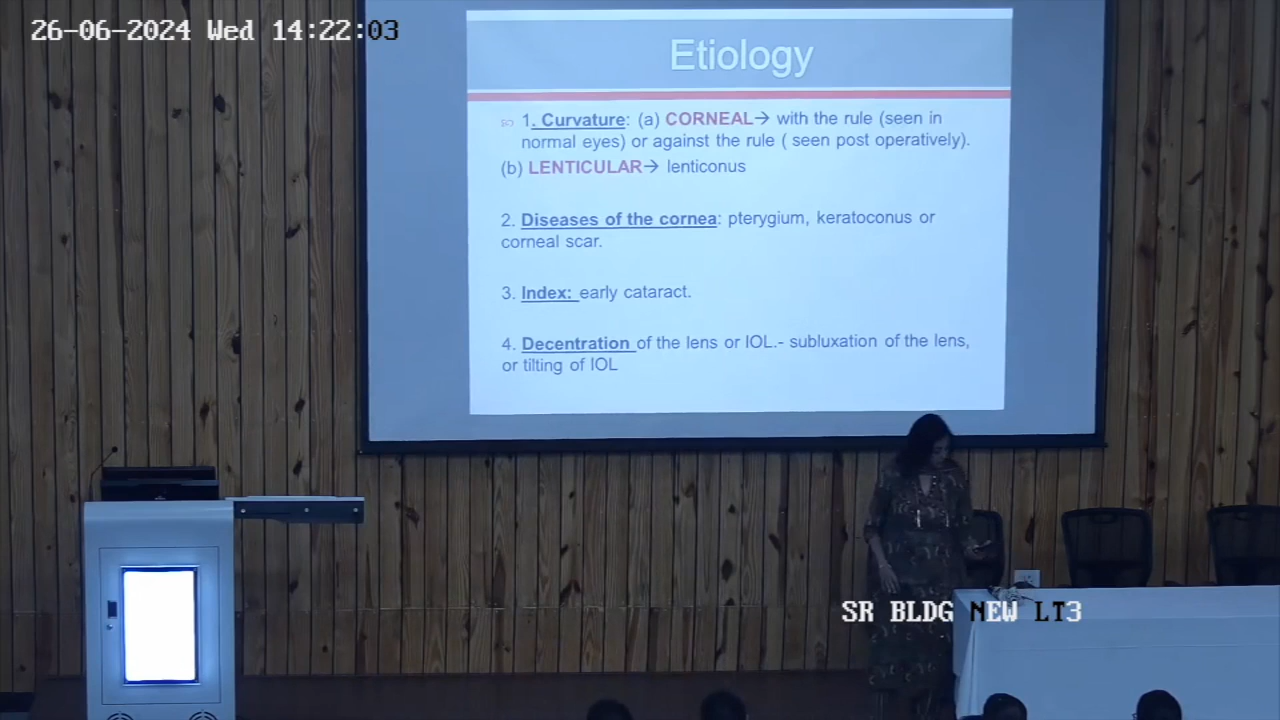 26-06-2024 Wed 14:22:03
Etiology
1. Curvature: (a) CORNEAL→ with the rule (seen in
normal eyes) or against the rule ( seen post operatively).
(b) LENTICULAR→ lenticonus
2. Diseases of the cornea: pterygium, keratoconus or
corneal scar.
3. Index: early cataract.
4. Decentration of the lens or IOL.- subluxation of the lens,
or tilting of IOL
SR BLDG NEW LT3